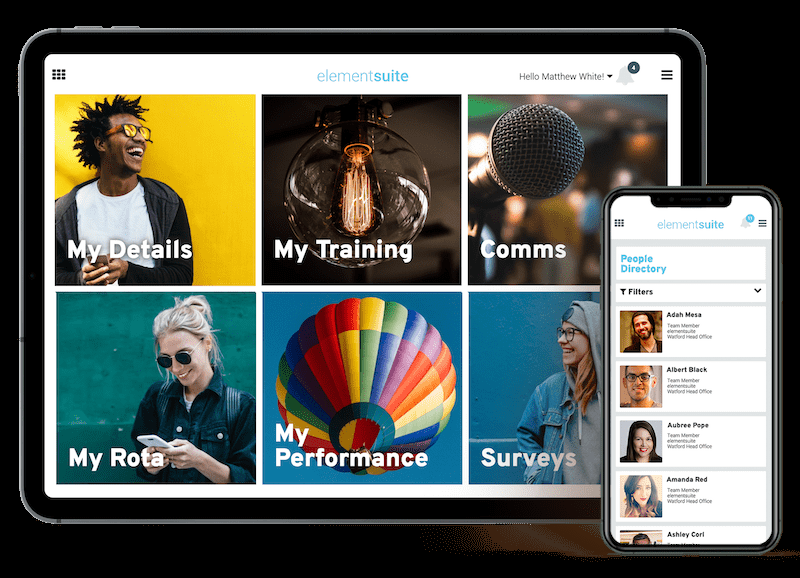 elementsuite
Hello Matthew White!
4
My Details
My Training
Comms
My Rota
My
Performance
Surveys
elementsuite
People
Directory
Filters
Adah Mesa
Team Member
elementsuite
Watford Head Office
Albert Black
Team Member
elementsuite
Watford Head Office
Aubree Pope
Team Member
elementsuite
Watford Head Office
Amanda Red
Team Member
elementsuite
Watford Head Office
Ashley Cori
Team Member